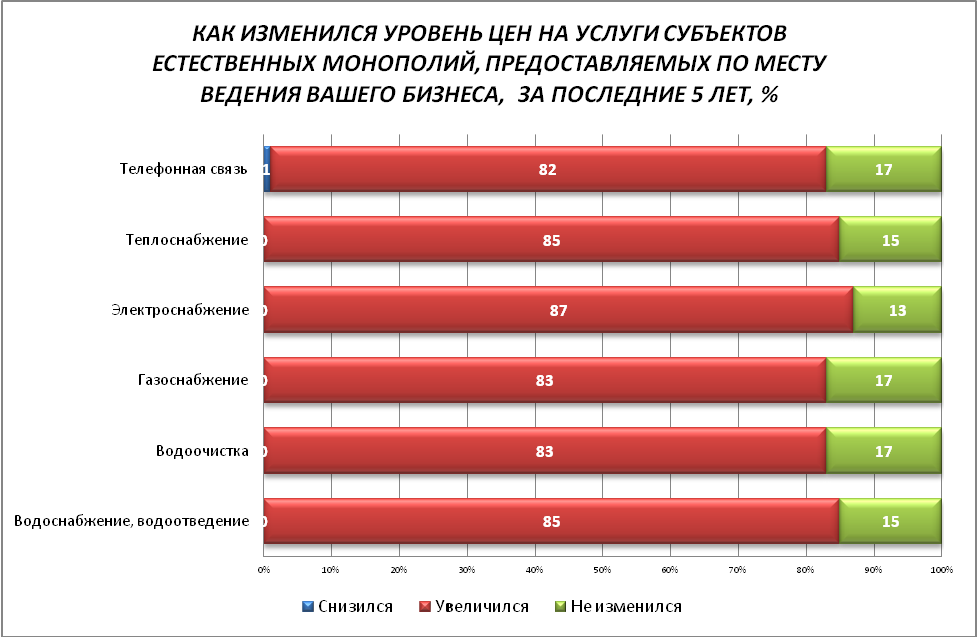 КАК ИЗМЕНИЛСЯ УРОВЕНЬ ЦЕН НА УСЛУГИ СУБЪЕКТОВ
ЕСТЕСТВЕННЫХ МОНОПОЛИЙ, ПРЕДОСТАВЛЯЕМЫХ ПО МЕСТУ
ВЕДЕНИЯ ВАШЕГО БИЗНЕСА, ЗА ПОСЛЕДНИЕ 5 ЛЕТ, %
Телефонная связь 1 82 17
Теплоснабжение 0 85 15
Электроснабжение 0 87 13
Газоснабжение 0 83 17
Водоочистка 0 83 17
Водоснабжение, водоотведение 0 85 15
0% 10% 20% 30% 40% 50% 60% 70% 80% 90% 100%
Снизился Увеличился Не изменился